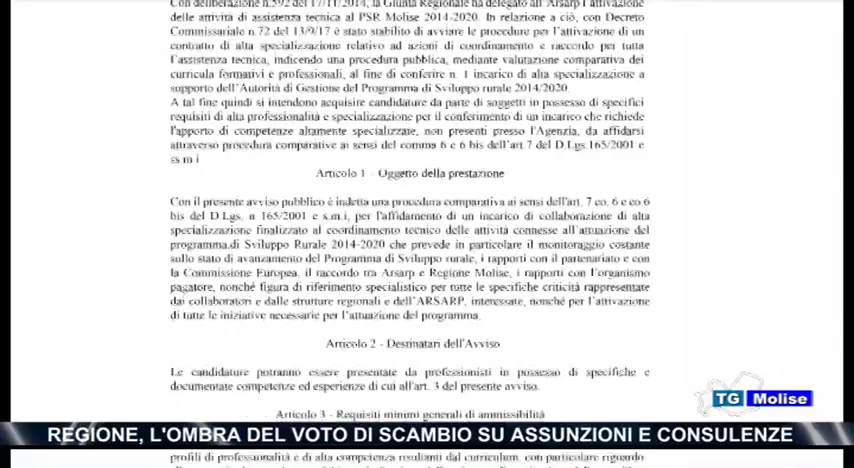 Con deliberazione n.592 del 17/11/2014, la Giunta Regionale ha delegato all'Arsarp l'attivazione
delle attività di assistenza tecnica al PSR Molise 2014-2020. In relazione a ciò, con Decreto
Commissariale n.72 del 13/9/17 è stato stabilito di avviare le procedure per l'attivazione di un
contratto di alta specializzazione relativo ad azioni di coordinamento e raccordo per tutta
l'assistenza tecnica, indicendo una procedura pubblica, mediante valutazione comparativa dei
curricula formativi e professionali, al fine di conferire n. 1 incarico di alta specializzazione a
supporto dell'Autorità di Gestione del Programma di Sviluppo rurale 2014/2020.
A tal fine quindi si intendono acquisire candidature da parte di soggetti in possesso di specifici
requisiti di alta professionalità e specializzazione per il conferimento di un incarico che richiede
l'apporto di competenze altamente specializzate, non presenti presso l'Agenzia, da affidarsi
attraverso procedura comparative ai sensi del comma 6 e 6 bis dell'art.7 del D.Lgs.165/2001 e
ss.m.i
Articolo 1 - Oggetto della prestazione
Con il presente avviso pubblico è indetta una procedura comparativa ai sensi dell'art. 7 co. 6 e co.6
bis del D.Lgs. n 165/2001 e s.m.i, per l'affidamento di un incarico di collaborazione di alta
specializzazione finalizzato al coordinamento tecnico delle attività connesse all'attuazione del
programma.di Sviluppo Rurale 2014-2020 che prevede in particolare il monitoraggio costante
sullo stato di avanzamento del Programma di Sviluppo rurale, i rapporti con il partenariato e con
la Commissione Europea, il raccordo tra Arsarp e Regione Molise, i rapporti con l'organismo
pagatore, nonché figura di riferimento specialistico per tutte le specifiche criticità rappresentate
dai collaboratori e dalle strutture regionali e dell'ARSARP, interessate, nonché per l'attivazione
di tutte le iniziative necessarie per l'attuazione del programma.
Articolo 2 - Destinatari dell'Avviso
Le candidature potranno essere presentate da professionisti in possesso di specifiche e
documentate competenze ed esperienze di cui all'art. 3 del presente avviso.
TG Molise
Articolo 3 - Requisiti minimi generali di ammissibilità
REGIONE, L'OMBRA DEL VOTO DI SCAMBIO SU ASSUNZIONI E CONSULENZE
profili di professionalità e di alta competenza risultanti dal curriculum, con particolare riguardo